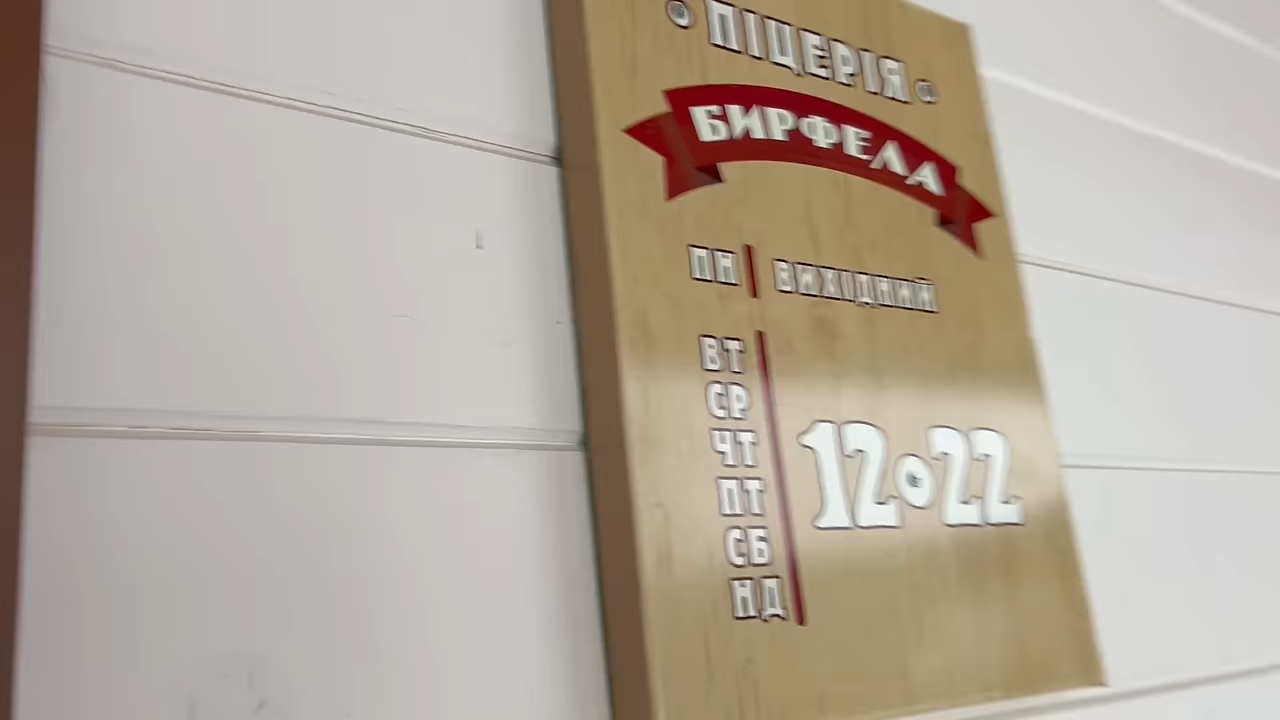 ПІЦЕРІЯ
БИРФЕЛА
ПН | ВИХІДНИЙ
ВТ
СР
ЧТ
ПТ
СБ
НД
12•22